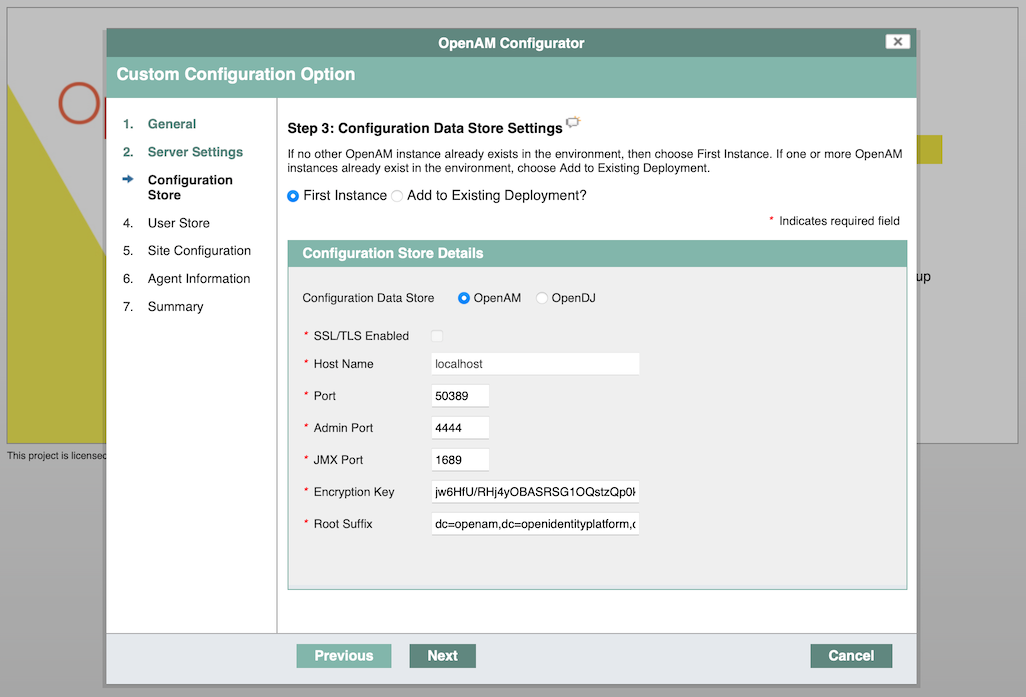 OpenAM Configurator
Custom Configuration Option
1. General
2. Server Settings
Configuration
Store
4. User Store
5. Site Configuration
6. Agent Information
7. Summary
Step 3: Configuration Data Store Settings
If no other OpenAM instance already exists in the environment, then choose First Instance. If one or more OpenAM
instances already exist in the environment, choose Add to Existing Deployment.
First Instance Add to Existing Deployment?
* Indicates required field
Configuration Store Details
Configuration Data Store OpenAM OpenDJ
* SSL/TLS Enabled
* Host Name localhost
* Port 50389
* Admin Port 4444
* JMX Port 1689
* Encryption Key jw6HfU/RHj4yOBASRSG1OQstzQp0
* Root Suffix dc=openam,dc=openidentityplatform,
Previous Next Cancel
This project is licensed
up